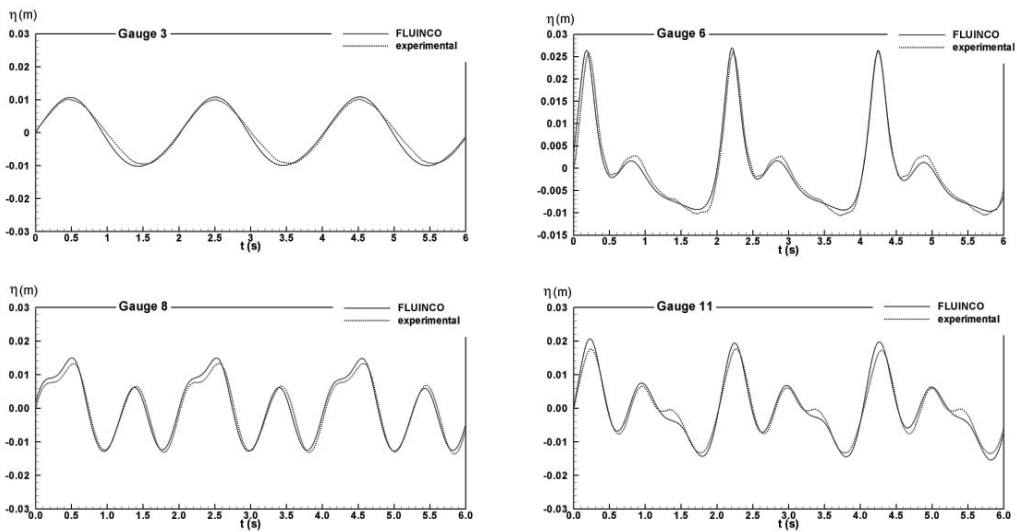 η (m)
Gauge 3
FLUINCO
experimental
0.03
0.02
0.01
0
-0.01
-0.02
-0.03
0 0.5 1 1.5 2 2.5 3 3.5 4 4.5 5 5.5 6
t (s)
η (m)
Gauge 6
FLUINCO
experimental
0.03
0.025
0.02
0.015
0.01
0.005
0
-0.005
-0.01
-0.015
0 0.5 1 1.5 2 2.5 3 3.5 4 4.5 5 5.5 6
t (s)
η (m)
Gauge 8
FLUINCO
experimental
0.03
0.02
0.01
0.00
-0.01
-0.02
-0.03
0.0 0.5 1.0 1.5 2.0 2.5 3.0 3.5 4.0 4.5 5.0 5.5 6.0
t (s)
η (m)
Gauge 11
FLUINCO
experimental
0.03
0.02
0.01
0.00
-0.01
-0.02
-0.03
0.0 0.5 1.0 1.5 2.0 2.5 3.0 3.5 4.0 4.5 5.0 5.5 6.0
t (s)